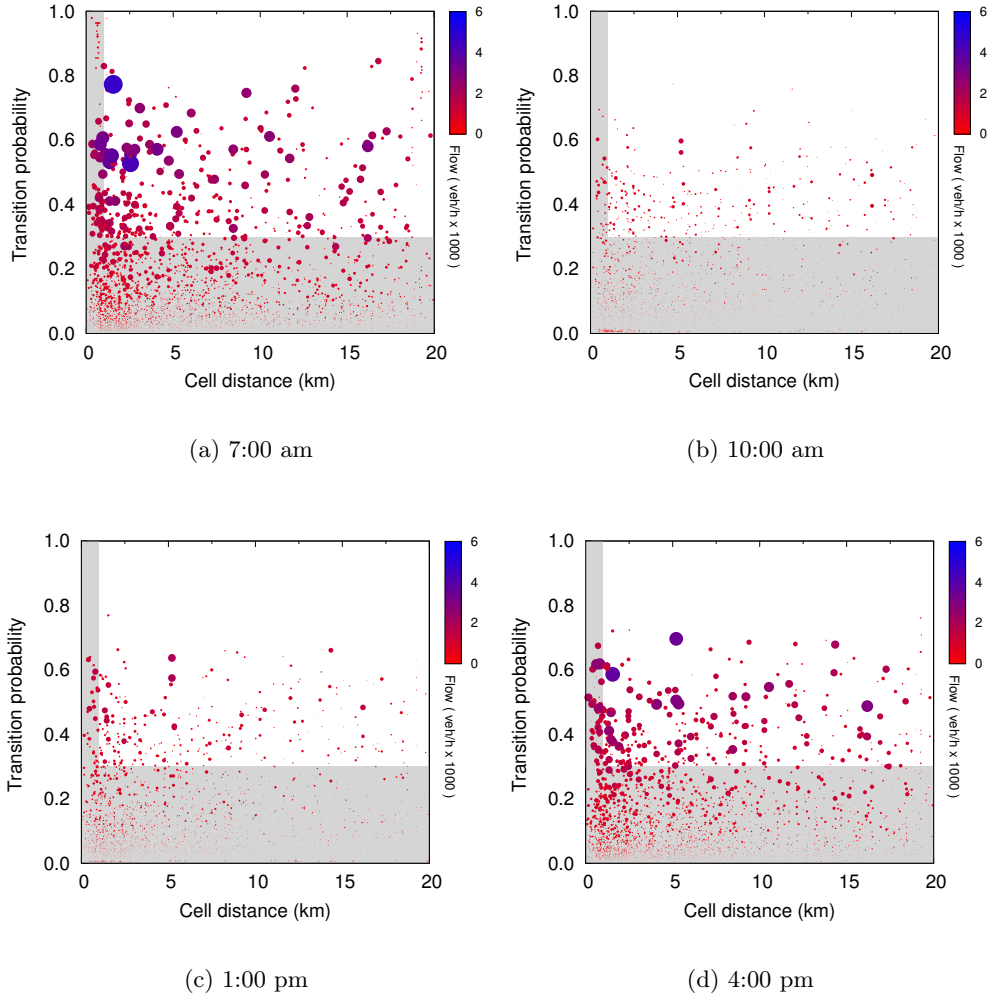 1.0
0.8
0.6
0.4
0.2
0.0
Transition probability
0 5 10 15 20
Cell distance (km)
6
4
2
0
Flow ( veh/h x 1000 )
(a) 7:00 am
1.0
0.8
0.6
0.4
0.2
0.0
Transition probability
0 5 10 15 20
Cell distance (km)
6
4
2
0
Flow ( veh/h x 1000 )
(b) 10:00 am
1.0
0.8
0.6
0.4
0.2
0.0
Transition probability
0 5 10 15 20
Cell distance (km)
6
4
2
0
Flow ( veh/h x 1000 )
(c) 1:00 pm
1.0
0.8
0.6
0.4
0.2
0.0
Transition probability
0 5 10 15 20
Cell distance (km)
6
4
2
0
Flow ( veh/h x 1000 )
(d) 4:00 pm